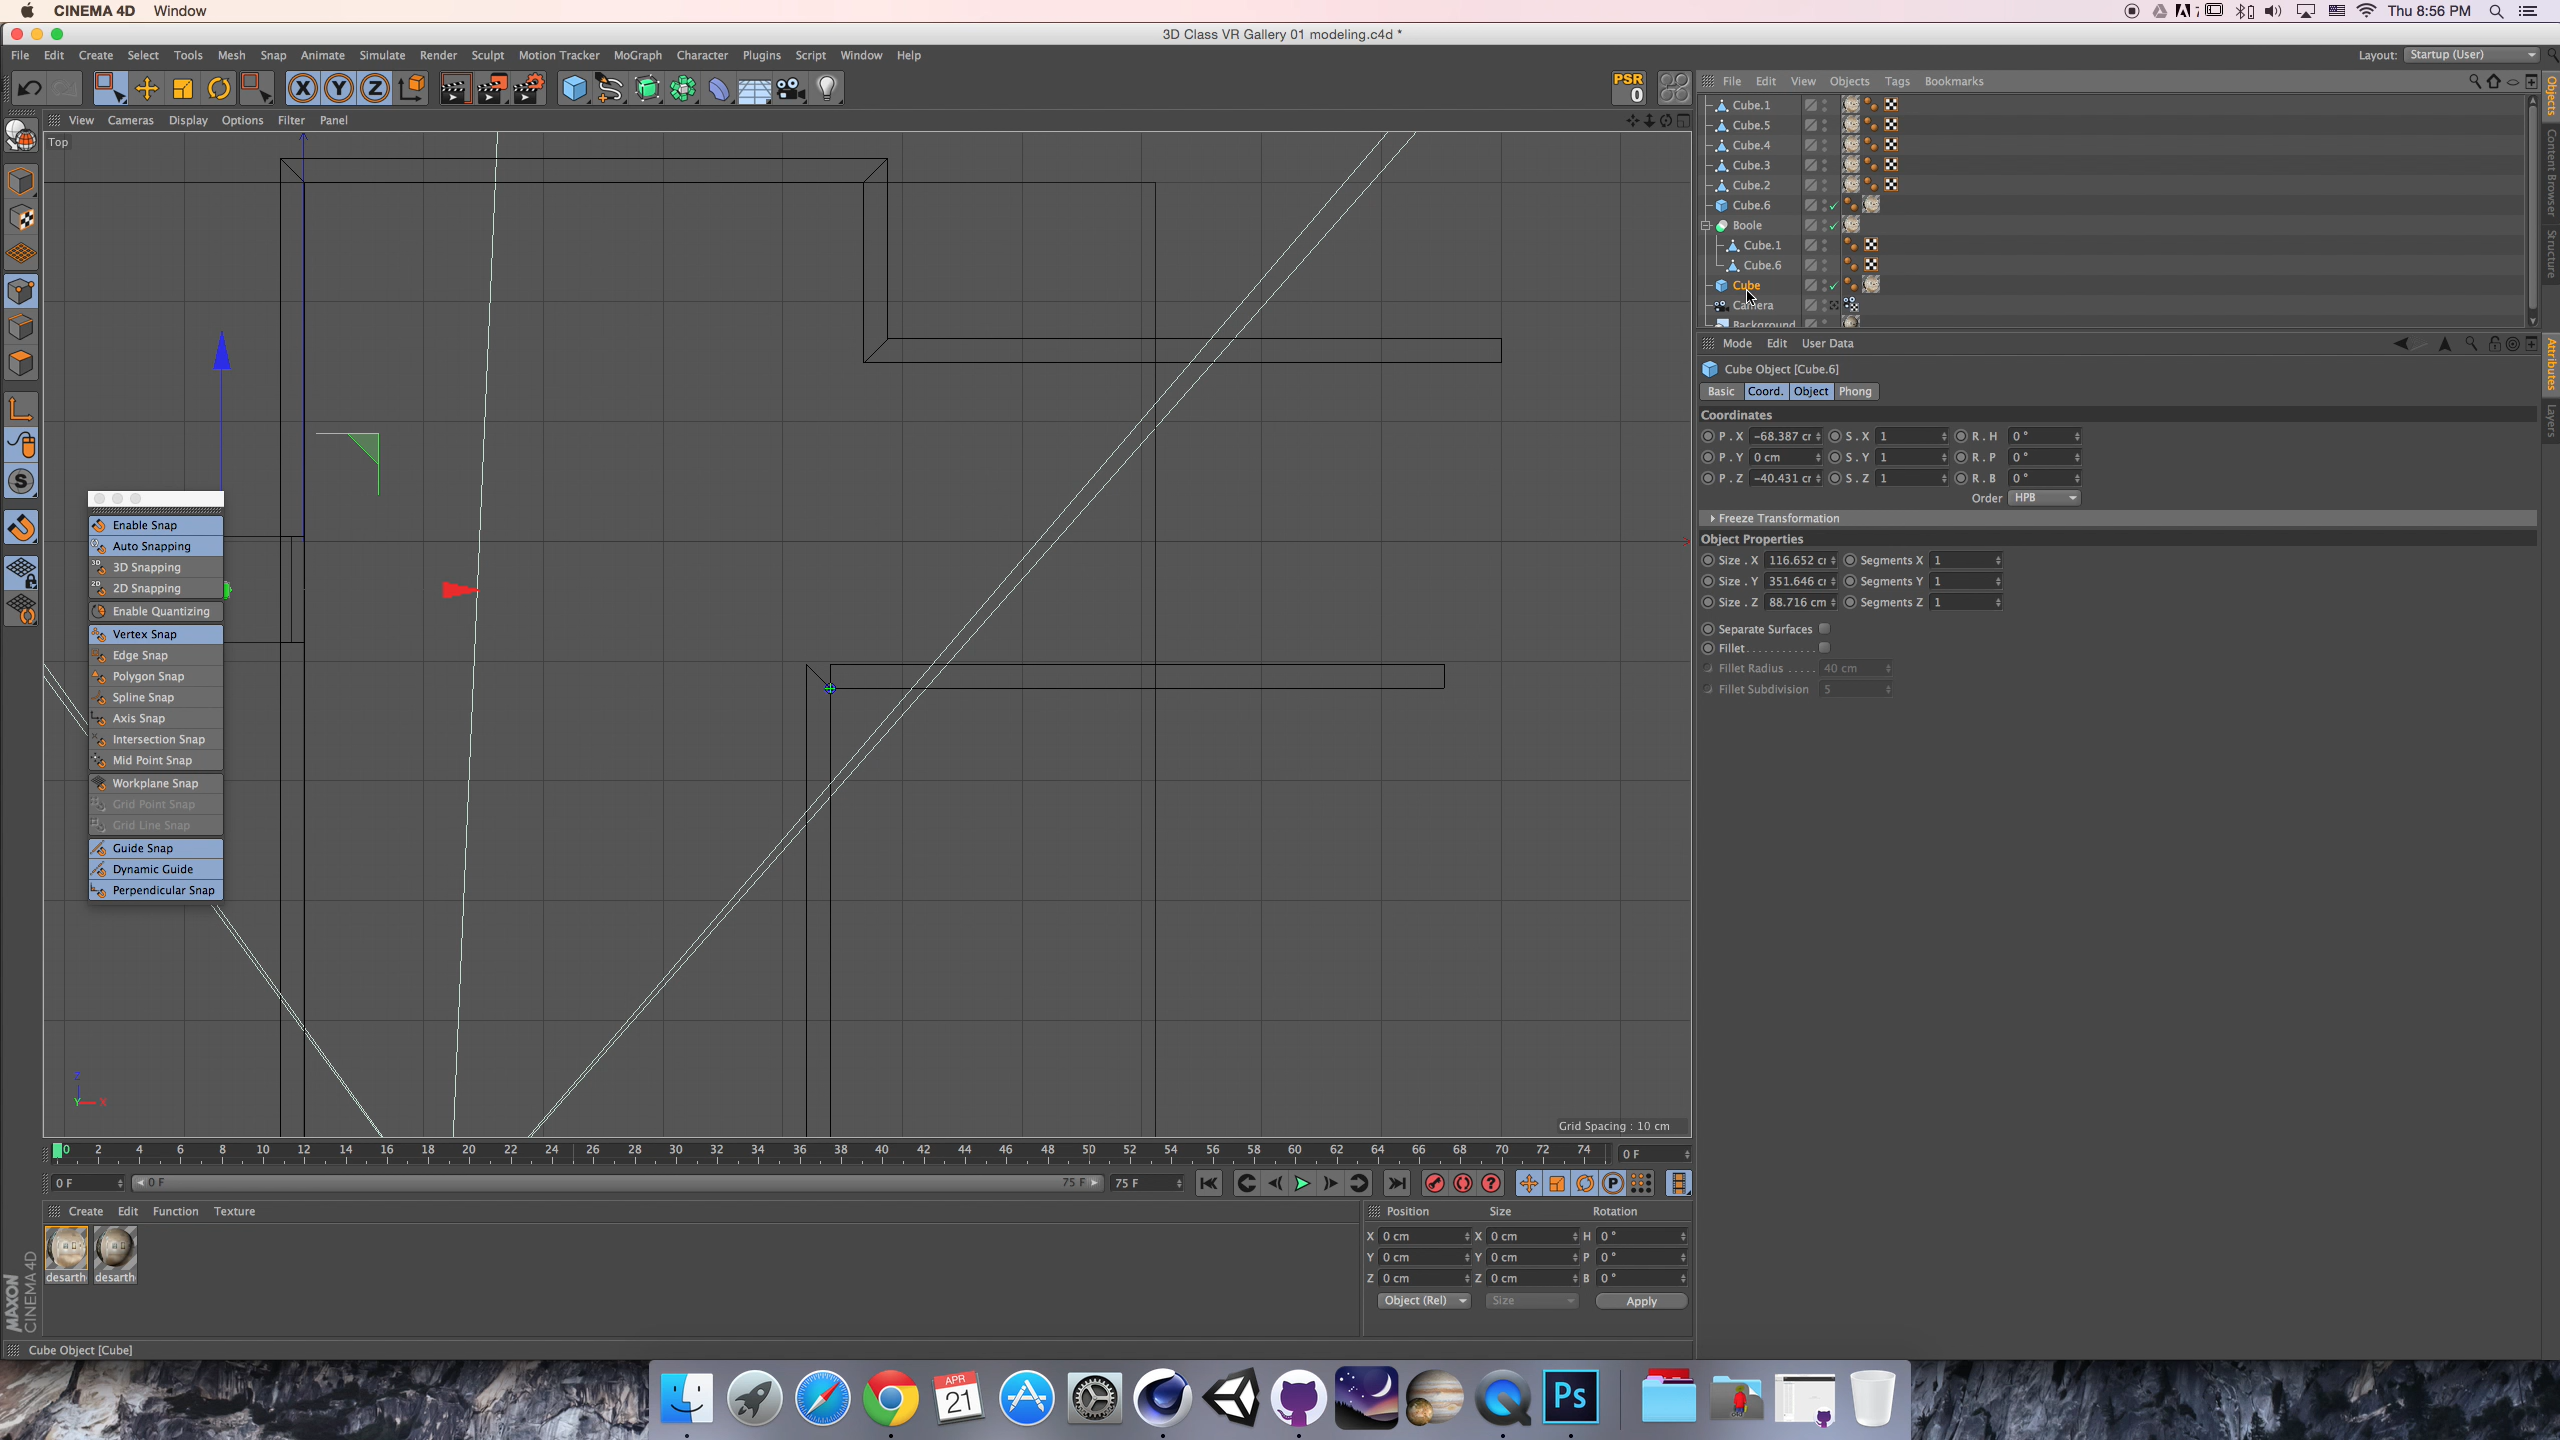 CINEMA 4D Window
7 Thu 8:56 PM
3D Class VR Gallery 01 modeling.c4d *
File Edit Create Select Tools Mesh Snap Animate Simulate Render Sculpt Motion Tracker MoGraph Character Plugins Script Window Help
Layout: Startup (User)
X Y Z PSR 0
File Edit View Objects Tags Bookmarks
View Cameras Display Options Filter Panel
Top
Cube.1
Cube.5
Cube.4
Cube.3
Cube.2
Cube.6
Boole
Cube.1
Cube.6
Cube
Camera
Background
Objects
Content Browser
Structure
Attributes
Layers
Mode Edit User Data
Cube Object [Cube.6]
Basic Coord. Object Phong
Coordinates
P . X -68.387 cr S . X 1 R . H 0 °
P . Y 0 cm S . Y 1 R . P 0 °
P . Z -40.431 cr S . Z 1 R . B 0 °
Order HPB
Freeze Transformation
Object Properties
Size . X 116.652 cr Segments X 1
Size . Y 351.646 cr Segments Y 1
Size . Z 88.716 cm Segments Z 1
Separate Surfaces
Fillet
Fillet Radius 40 cm
Fillet Subdivision 5
Enable Snap
Auto Snapping
3D Snapping
2D Snapping
Enable Quantizing
Vertex Snap
Edge Snap
Polygon Snap
Spline Snap
Axis Snap
Intersection Snap
Mid Point Snap
Workplane Snap
Grid Point Snap
Grid Line Snap
Guide Snap
Dynamic Guide
Perpendicular Snap
Z
Y X
Grid Spacing : 10 cm
0 2 4 6 8 10 12 14 16 18 20 22 24 26 28 30 32 34 36 38 40 42 44 46 48 50 52 54 56 58 60 62 64 66 68 70 72 74 0 F
0 F 0 F 75 F 75 F
Create Edit Function Texture
desarth desarth
Position Size Rotation
X 0 cm X 0 cm H 0 °
Y 0 cm Y 0 cm P 0 °
Z 0 cm Z 0 cm B 0 °
Object (Rel) Size Apply
MAXON
CINEMA 4D
Cube Object [Cube]
APR
21
Ps